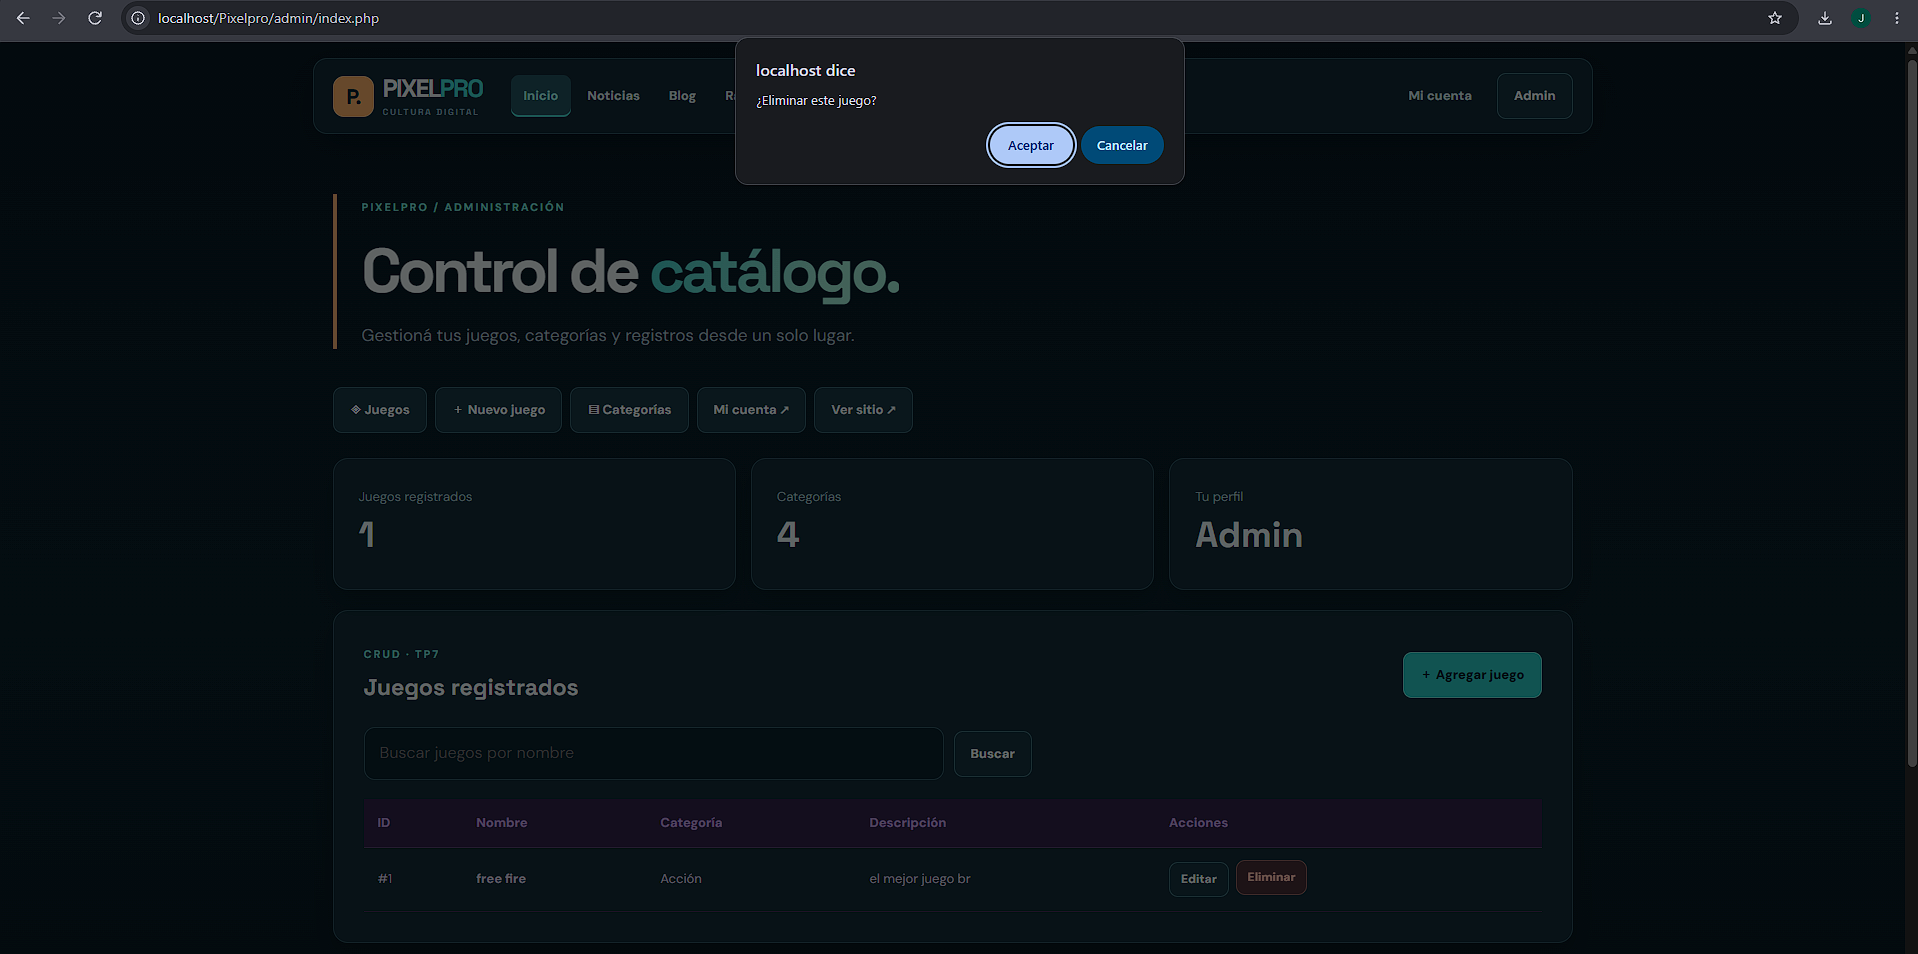 localhost/Pixelpro/admin/index.php
J
localhost dice
¿Eliminar este juego?
Aceptar
Cancelar
P.
PIXELPRO
CULTURA DIGITAL
Inicio
Noticias
Blog
Mi cuenta
Admin
PIXELPRO / ADMINISTRACIÓN
Control de catálogo.
Gestioná tus juegos, categorías y registros desde un solo lugar.
Juegos
+ Nuevo juego
Categorías
Mi cuenta ↗
Ver sitio ↗
Juegos registrados
1
Categorías
4
Tu perfil
Admin
CRUD · TP7
Juegos registrados
+ Agregar juego
Buscar juegos por nombre
Buscar
ID Nombre Categoría Descripción Acciones
#1 free fire Acción el mejor juego br Editar Eliminar